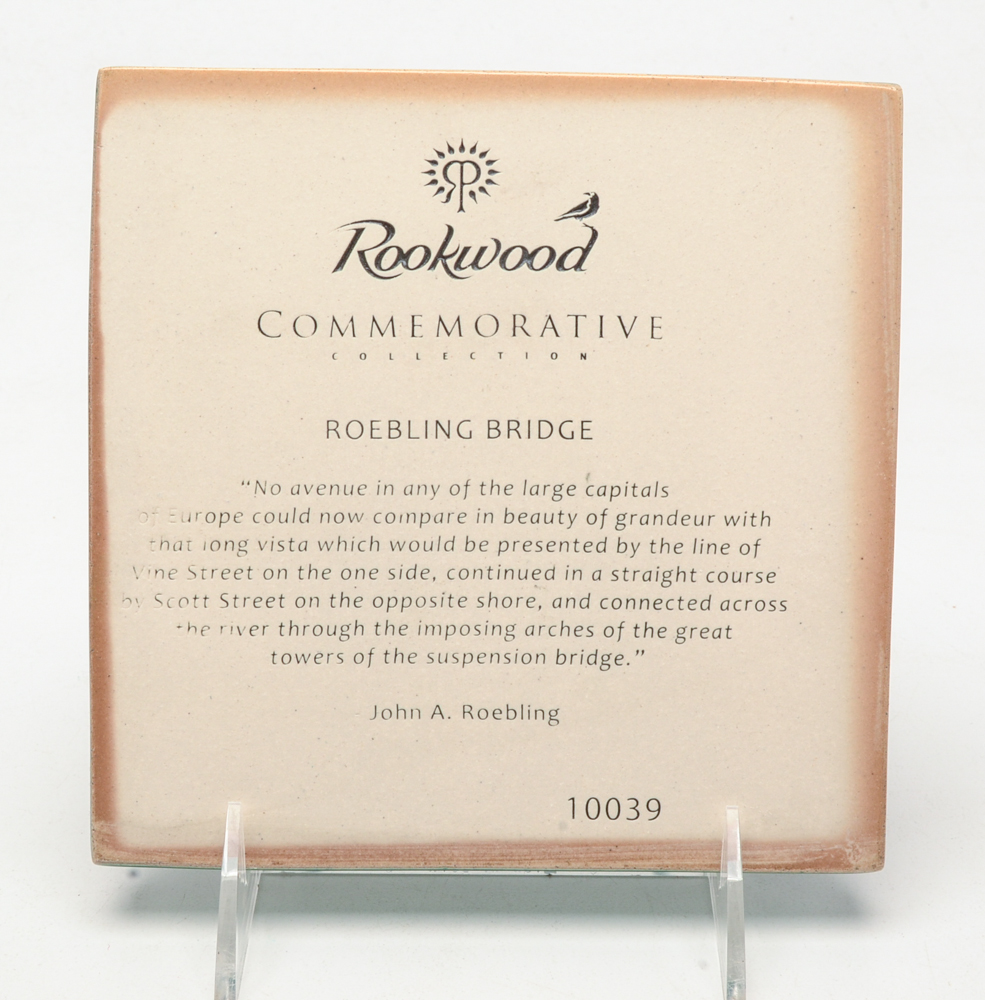 RP
Rookwood
COMMEMORATIVE
COLLECTION
ROEBLING BRIDGE
“No avenue in any of the large capitals
of Europe could now compare in beauty of grandeur with
that long vista which would be presented by the line of
Vine Street on the one side, continued in a straight course
by Scott Street on the opposite shore, and connected across
the river through the imposing arches of the great
towers of the suspension bridge.”
John A. Roebling
10039